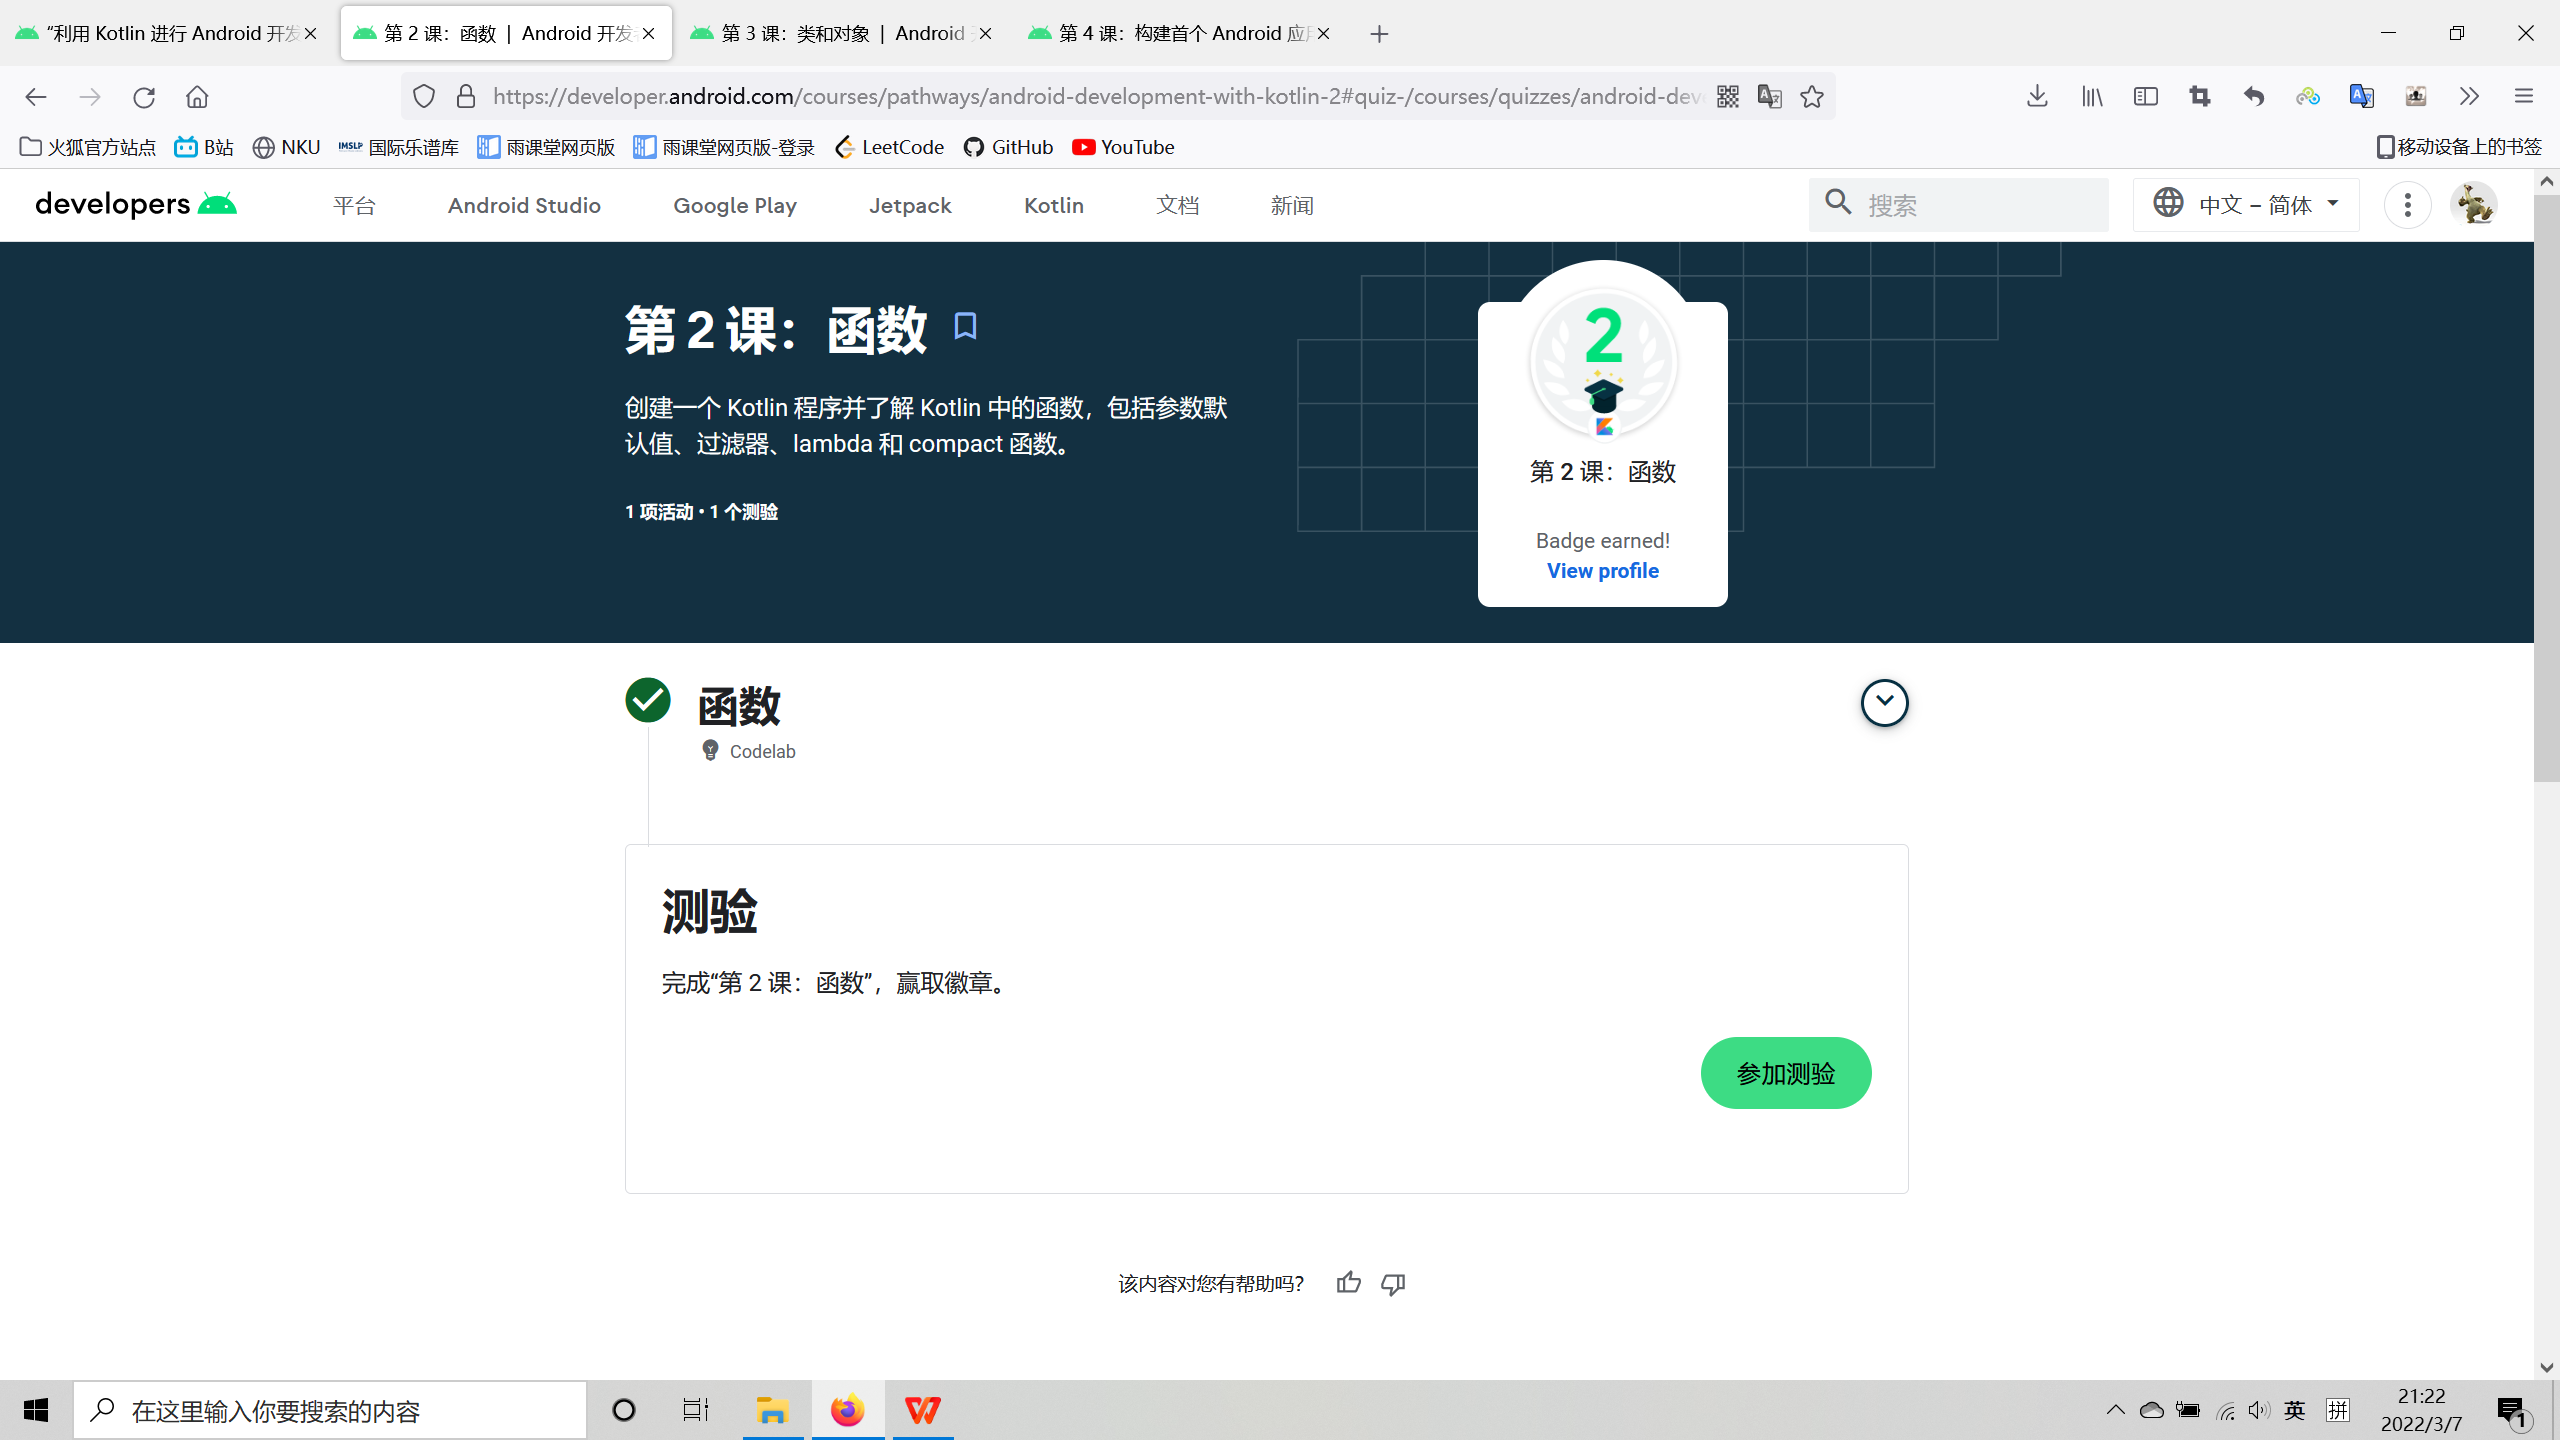 “利用 Kotlin 进行 Android 开发
第 2 课：函数 | Android 开发
第 3 课：类和对象 | Android
第 4 课：构建首个 Android 应
https://developer.android.com/courses/pathways/android-development-with-kotlin-2#quiz-/courses/quizzes/android-dev
火狐官方站点
B站
NKU
IMSLP 国际乐谱库
雨课堂网页版
雨课堂网页版-登录
LeetCode
GitHub
YouTube
移动设备上的书签
developers
平台
Android Studio
Google Play
Jetpack
Kotlin
文档
新闻
搜索
中文 – 简体
第 2 课：函数
创建一个 Kotlin 程序并了解 Kotlin 中的函数，包括参数默
认值、过滤器、lambda 和 compact 函数。
1 项活动 • 1 个测验
2
第 2 课：函数
Badge earned!
View profile
函数
Codelab
测验
完成“第 2 课：函数”，赢取徽章。
参加测验
该内容对您有帮助吗？
在这里输入你要搜索的内容
英
拼
21:22
2022/3/7
1